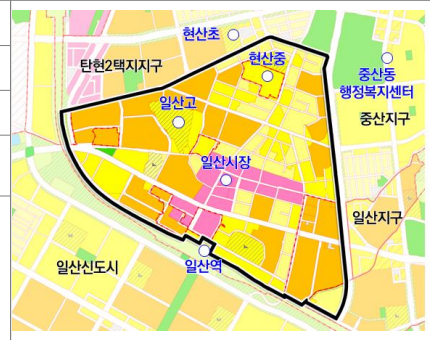 현산초
현산중
탄현2택지지구
중산동
행정복지센터
일산고
중산지구
일산시장
일산지구
일산신도시
일산역